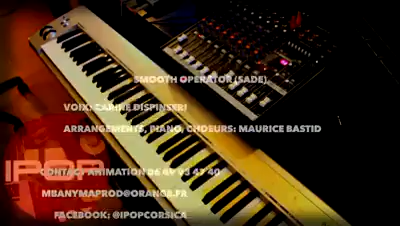 SMOOTH OPERATOR (SADE)
VOIX: CARINE DISPINSERI
ARRANGEMENTS, PIANO, CHOEURS: MAURICE BASTID
IPOP
CONTACT ANIMATION 06 49 93 47 40
MBANYMAPROD@ORANGE.FR
FACEBOOK: @IPOPCORSICA